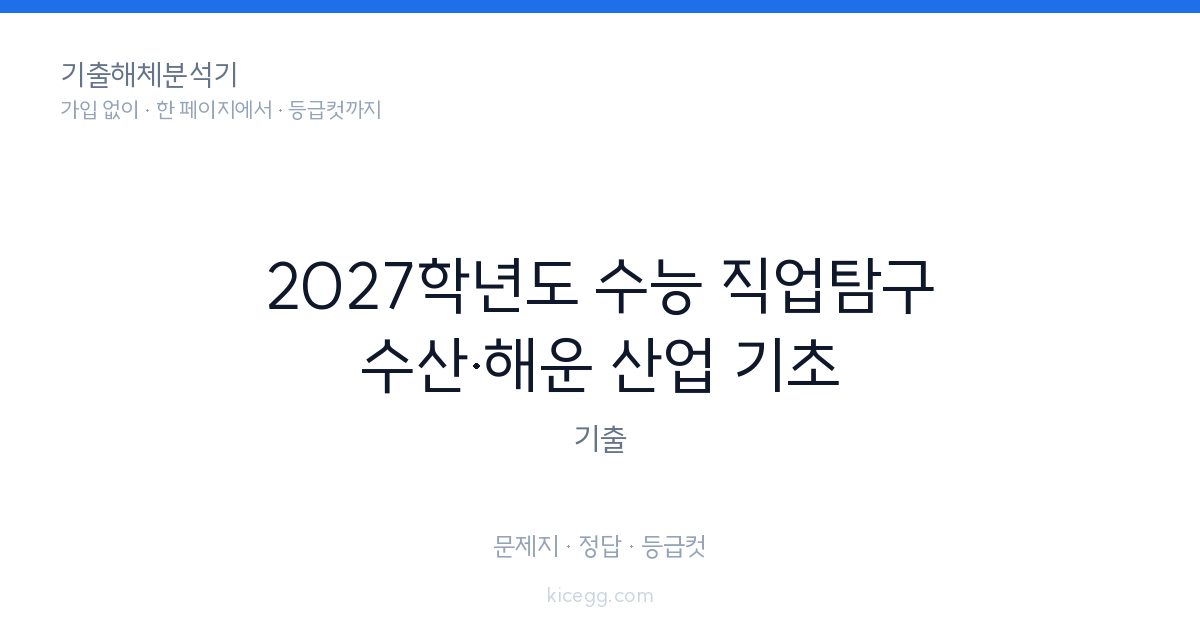 기출해체분석기
가입 없이 · 한 페이지에서 · 등급컷까지
2027학년도 수능 직업탐구
수산·해운 산업 기초
기출
문제지 · 정답 · 등급컷
kicegg.com